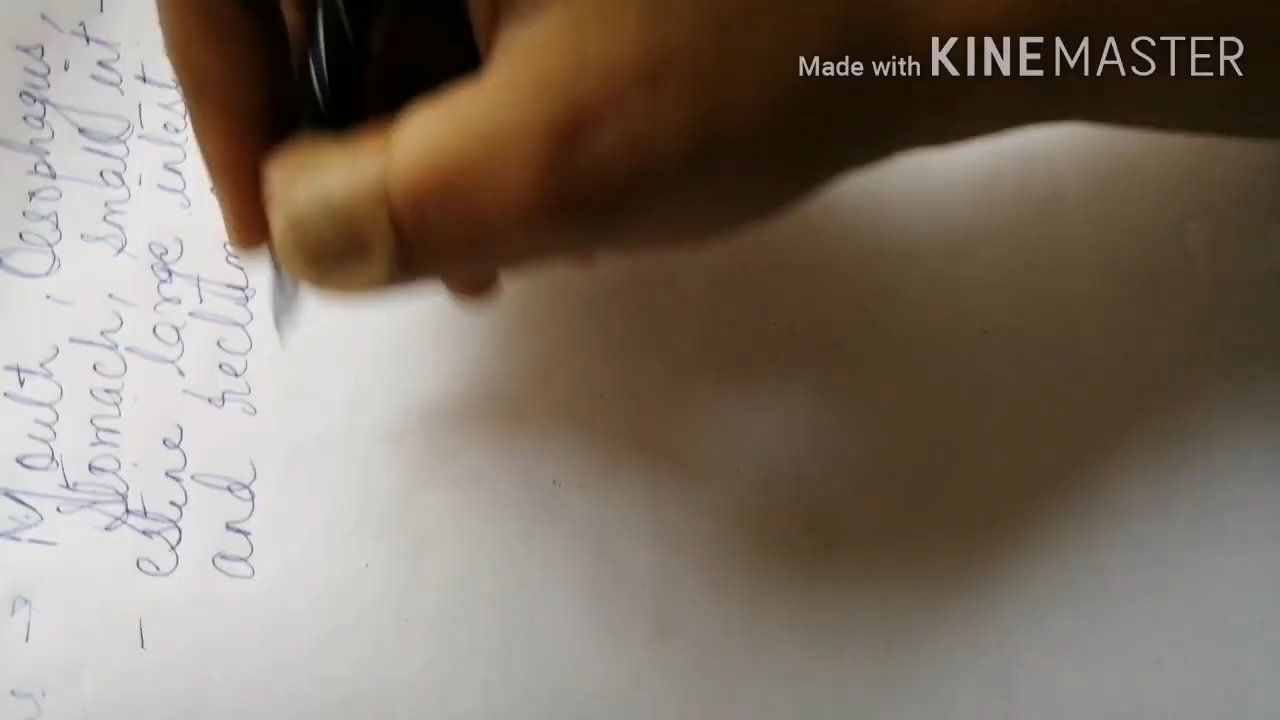 Made with KINEMASTER
→ Mouth, Oesophagus,
Stomach, small int-
- estine large intest
and rectum